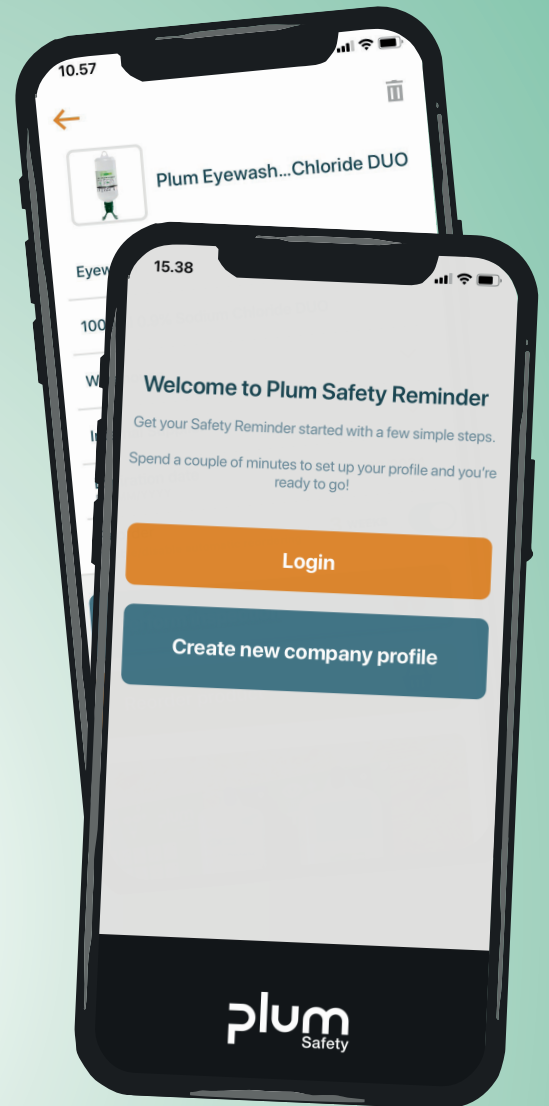 10.57
Plum Eyewash...Chloride DUO
100
15.38
Welcome to Plum Safety Reminder
Get your Safety Reminder started with a few simple steps.
Spend a couple of minutes to set up your profile and you're
ready to go!
Login
Create new company profile
plum
Safety